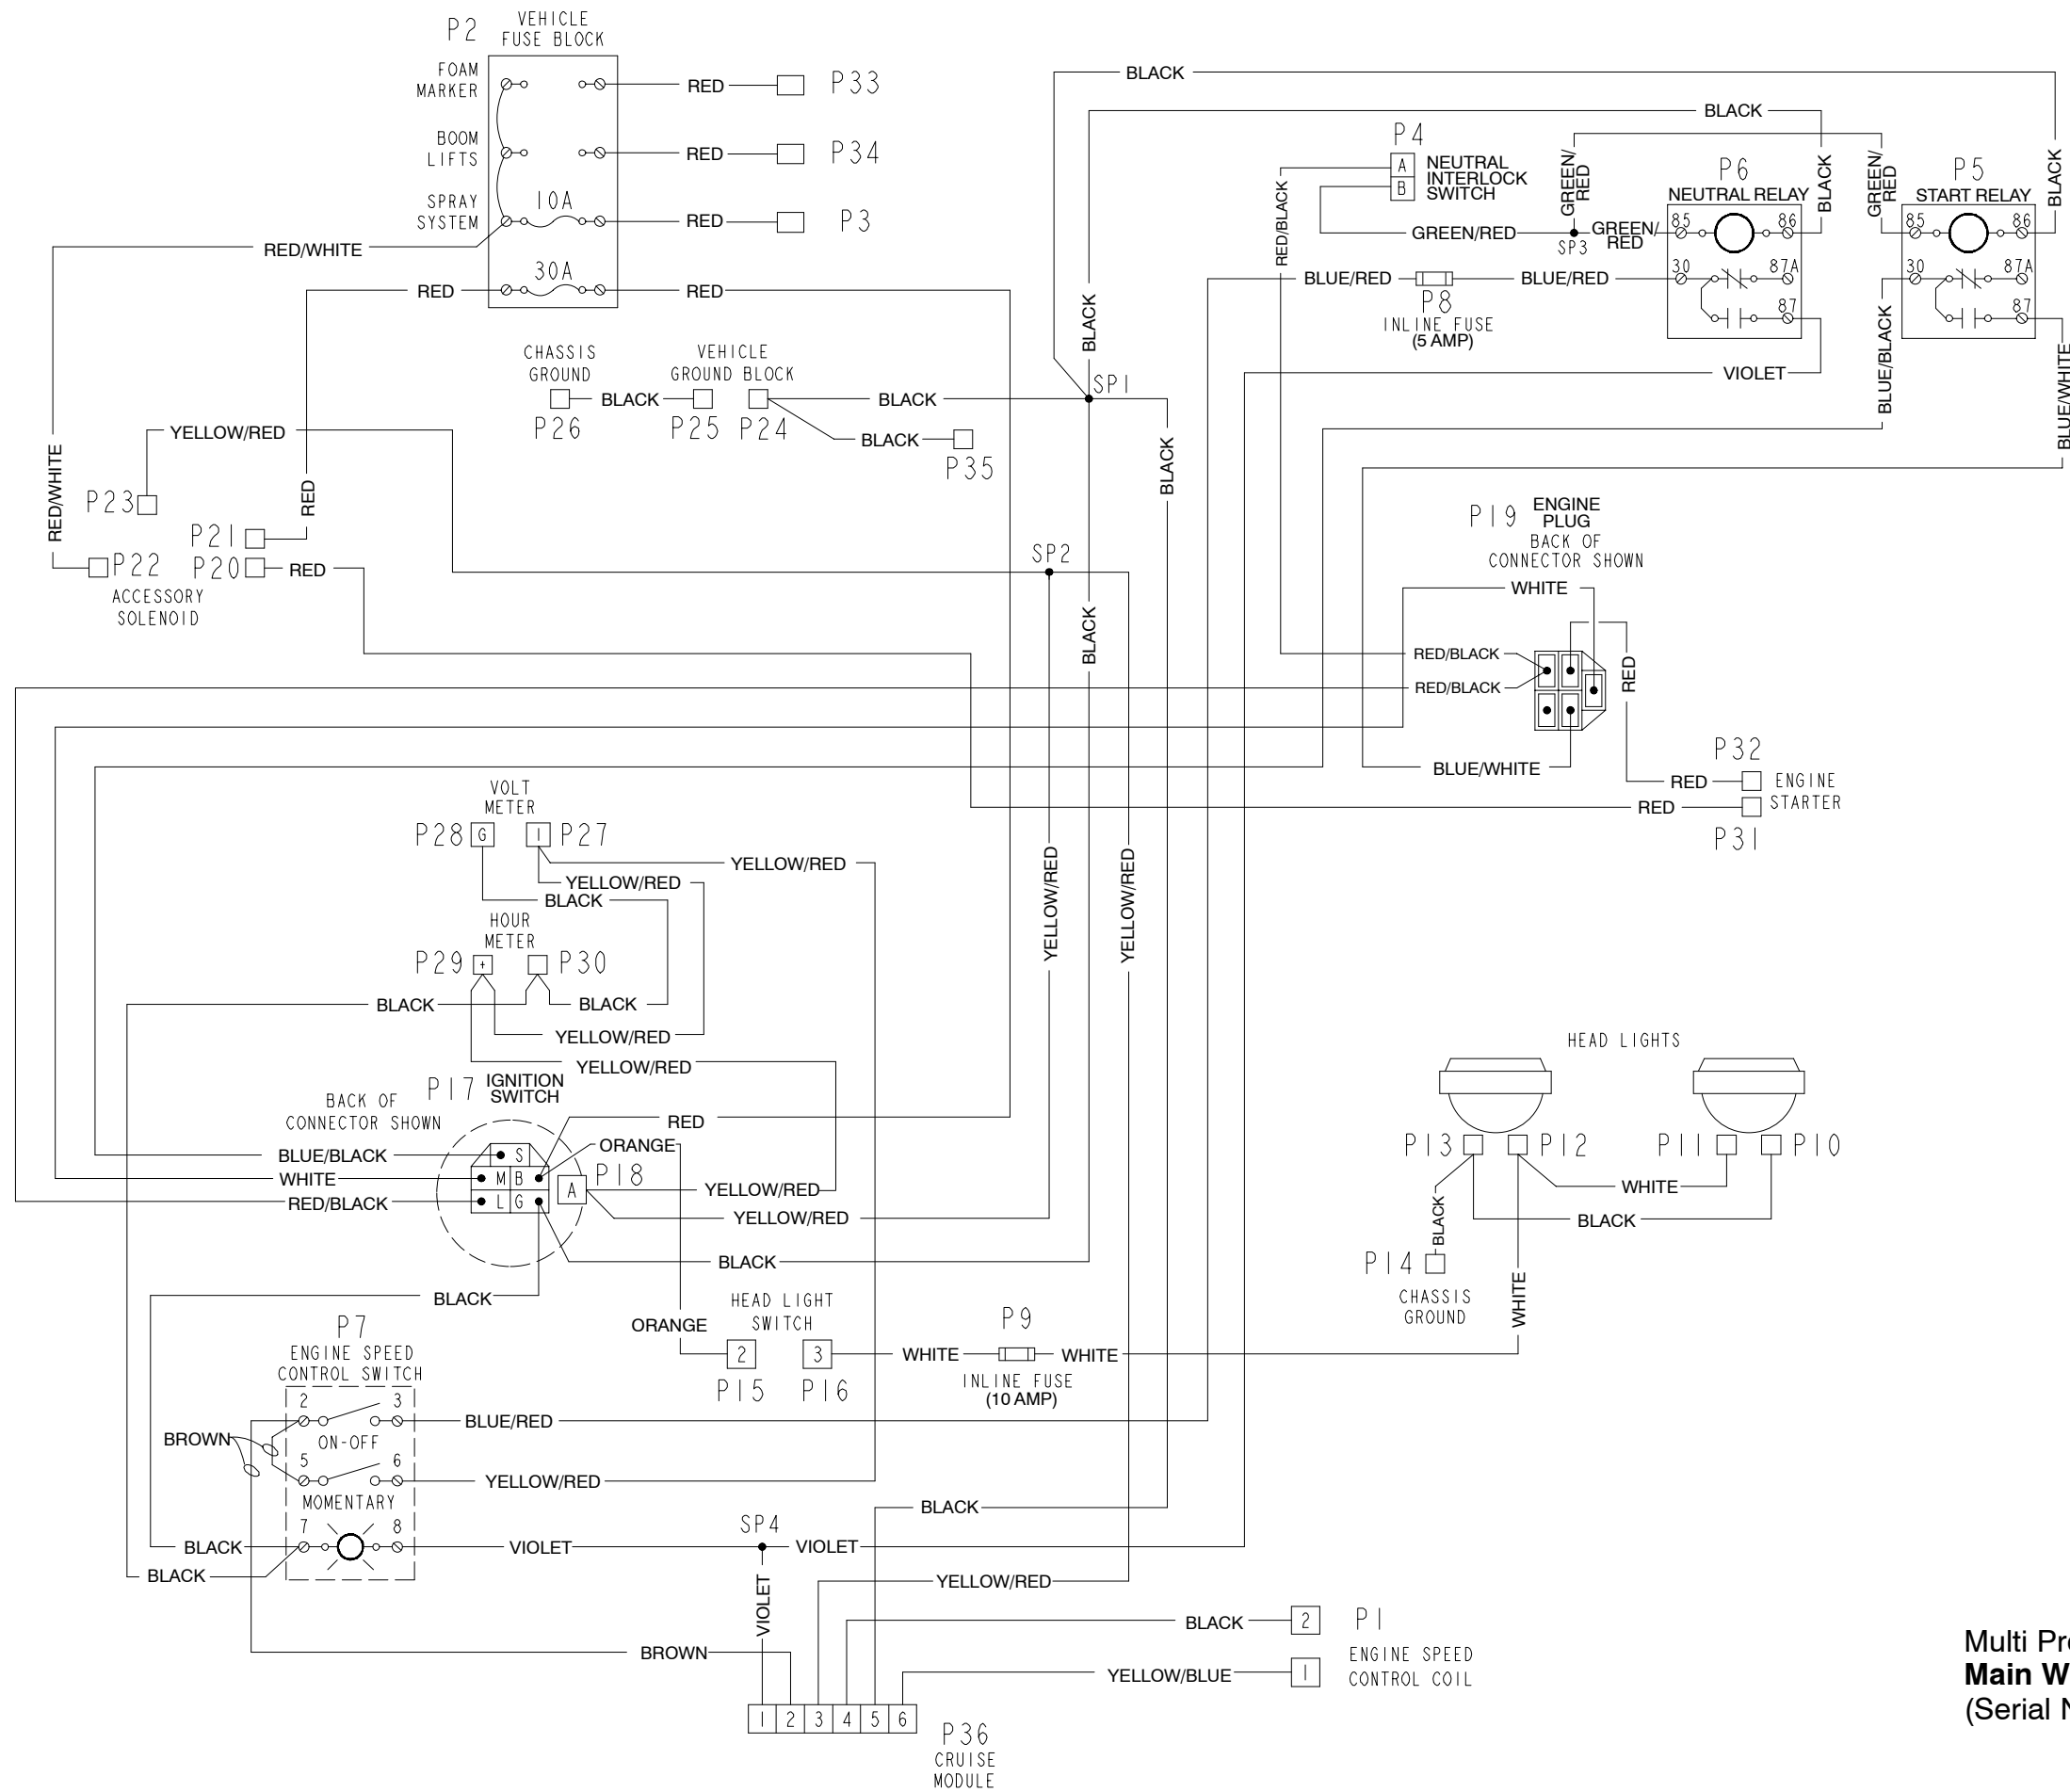 P2
VEHICLE
FUSE BLOCK
FOAM
MARKER
RED
P33
BOOM
LIFTS
RED
P34
SPRAY
SYSTEM
10A
RED
P3
RED/WHITE
30A
RED
RED
BLACK
BLACK
P4
A
B
NEUTRAL
INTERLOCK
SWITCH
GREEN/
RED
P6
NEUTRAL RELAY
BLACK
GREEN/
RED
P5
START RELAY
BLACK
RED/BLACK
GREEN/RED
SP3
GREEN/
RED
85
86
30
87A
87
85
86
30
87A
87
BLUE/RED
P8
INLINE FUSE
(5 AMP)
BLUE/RED
BLACK
VIOLET
BLUE/BLACK
BLUE/WHITE
CHASSIS
GROUND
BLACK
P26
VEHICLE
GROUND BLOCK
P25
P24
BLACK
SP1
BLACK
P35
BLACK
YELLOW/RED
RED/WHITE
P23
RED
P21
P22
P20
RED
ACCESSORY
SOLENOID
SP2
BLACK
P19
ENGINE
PLUG
BACK OF
CONNECTOR SHOWN
WHITE
RED/BLACK
RED/BLACK
RED
BLUE/WHITE
P32
RED
ENGINE
STARTER
RED
P31
VOLT
METER
P28
G
I
P27
YELLOW/RED
YELLOW/RED
BLACK
YELLOW/RED
YELLOW/RED
HOUR
METER
P29
+
P30
BLACK
BLACK
YELLOW/RED
YELLOW/RED
P17
IGNITION
SWITCH
BACK OF
CONNECTOR SHOWN
RED
ORANGE
BLUE/BLACK
S
WHITE
M
B
RED/BLACK
L
G
A
P18
YELLOW/RED
YELLOW/RED
BLACK
BLACK
HEAD LIGHTS
P13
P12
P11
P10
WHITE
BLACK
BLACK
P14
CHASSIS
GROUND
WHITE
ORANGE
HEAD LIGHT
SWITCH
2
3
P15
P16
WHITE
P9
WHITE
INLINE FUSE
(10 AMP)
P7
ENGINE SPEED
CONTROL SWITCH
2
3
BLUE/RED
BROWN
ON-OFF
5
6
YELLOW/RED
MOMENTARY
7
8
BLACK
BLACK
VIOLET
SP4
VIOLET
BLACK
VIOLET
YELLOW/RED
BLACK
2
P1
BROWN
ENGINE SPEED
CONTROL COIL
YELLOW/BLUE
1
1
2
3
4
5
6
P36
CRUISE
MODULE
Multi
Main
(Serial